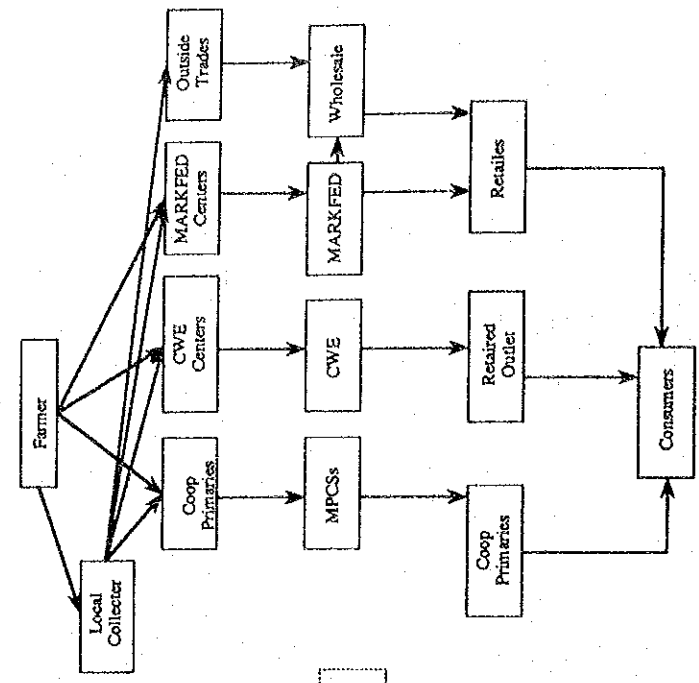 Farmer
Local
Collecter
Coop
Primaries
CWE
Centers
MARKFED
Centers
Outside
Trades
MPCSs
CWE
MARKFED
Wholesale
Coop
Primaries
Retaired
Outlet
Retailes
Consumers